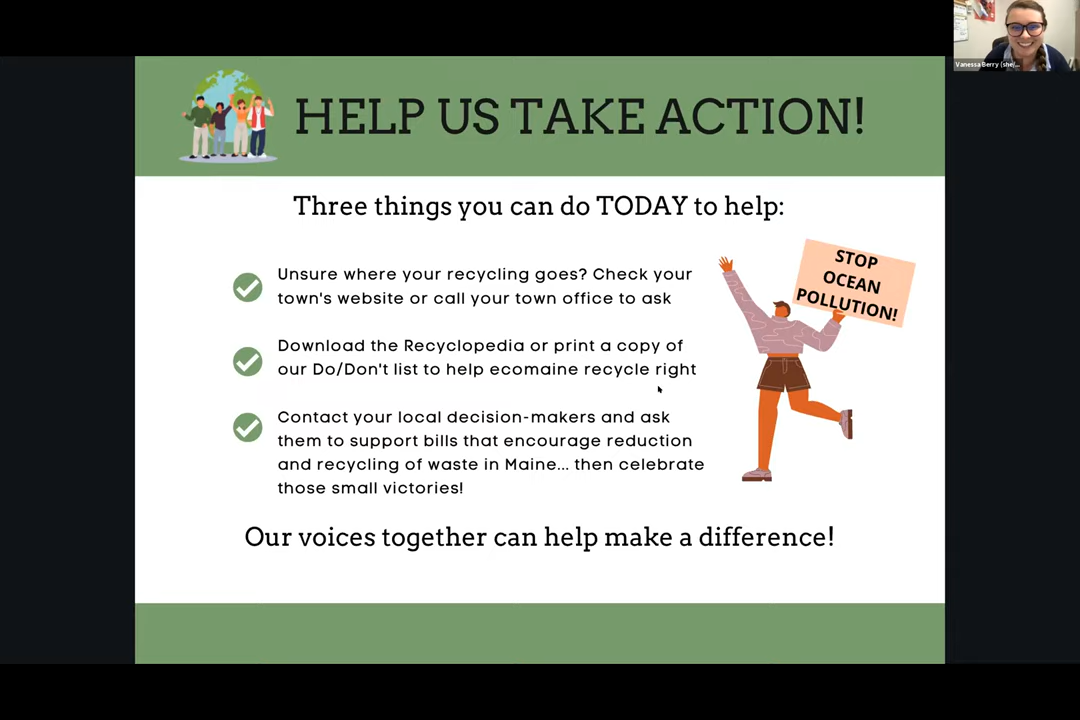 Vanessa Berry (she/...
HELP US TAKE ACTION!
Three things you can do TODAY to help:
Unsure where your recycling goes? Check your
town's website or call your town office to ask
Download the Recyclopedia or print a copy of
our Do/Don't list to help ecomaine recycle right
Contact your local decision-makers and ask
them to support bills that encourage reduction
and recycling of waste in Maine... then celebrate
those small victories!
STOP
OCEAN
POLLUTION!
Our voices together can help make a difference!